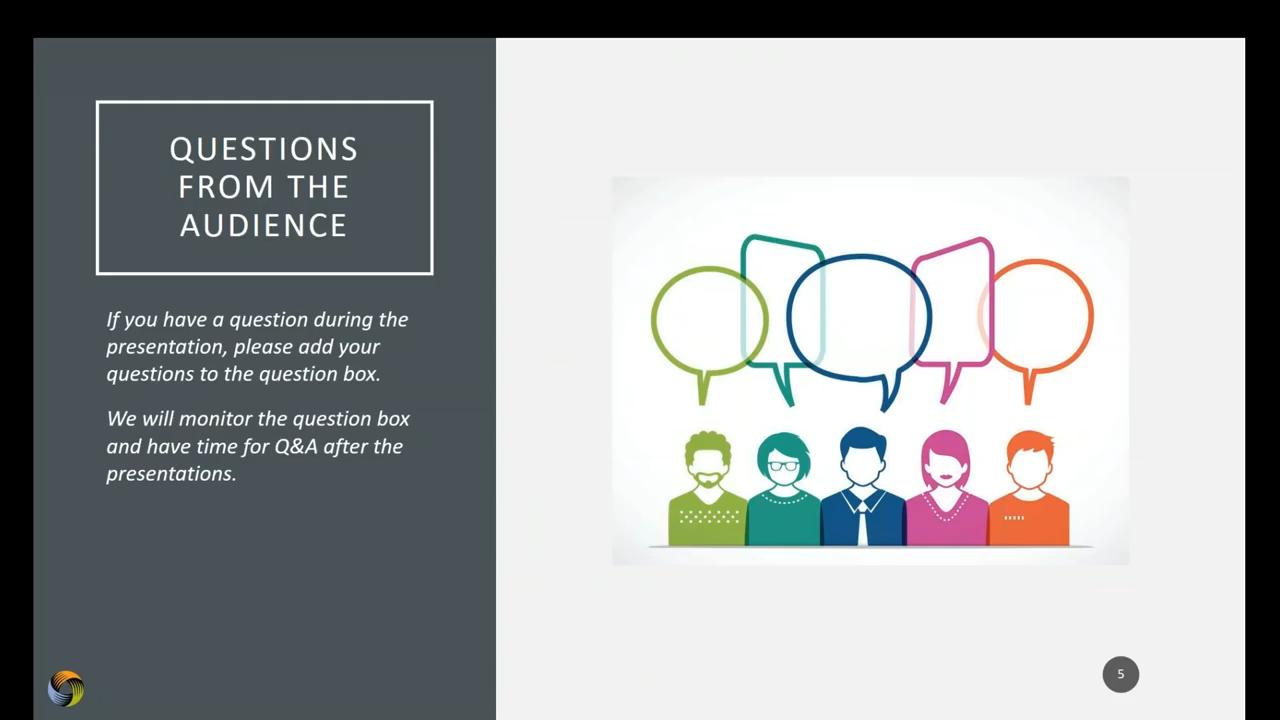 QUESTIONS
FROM THE
AUDIENCE
If you have a question during the
presentation, please add your
questions to the question box.
We will monitor the question box
and have time for Q&A after the
presentations.
5